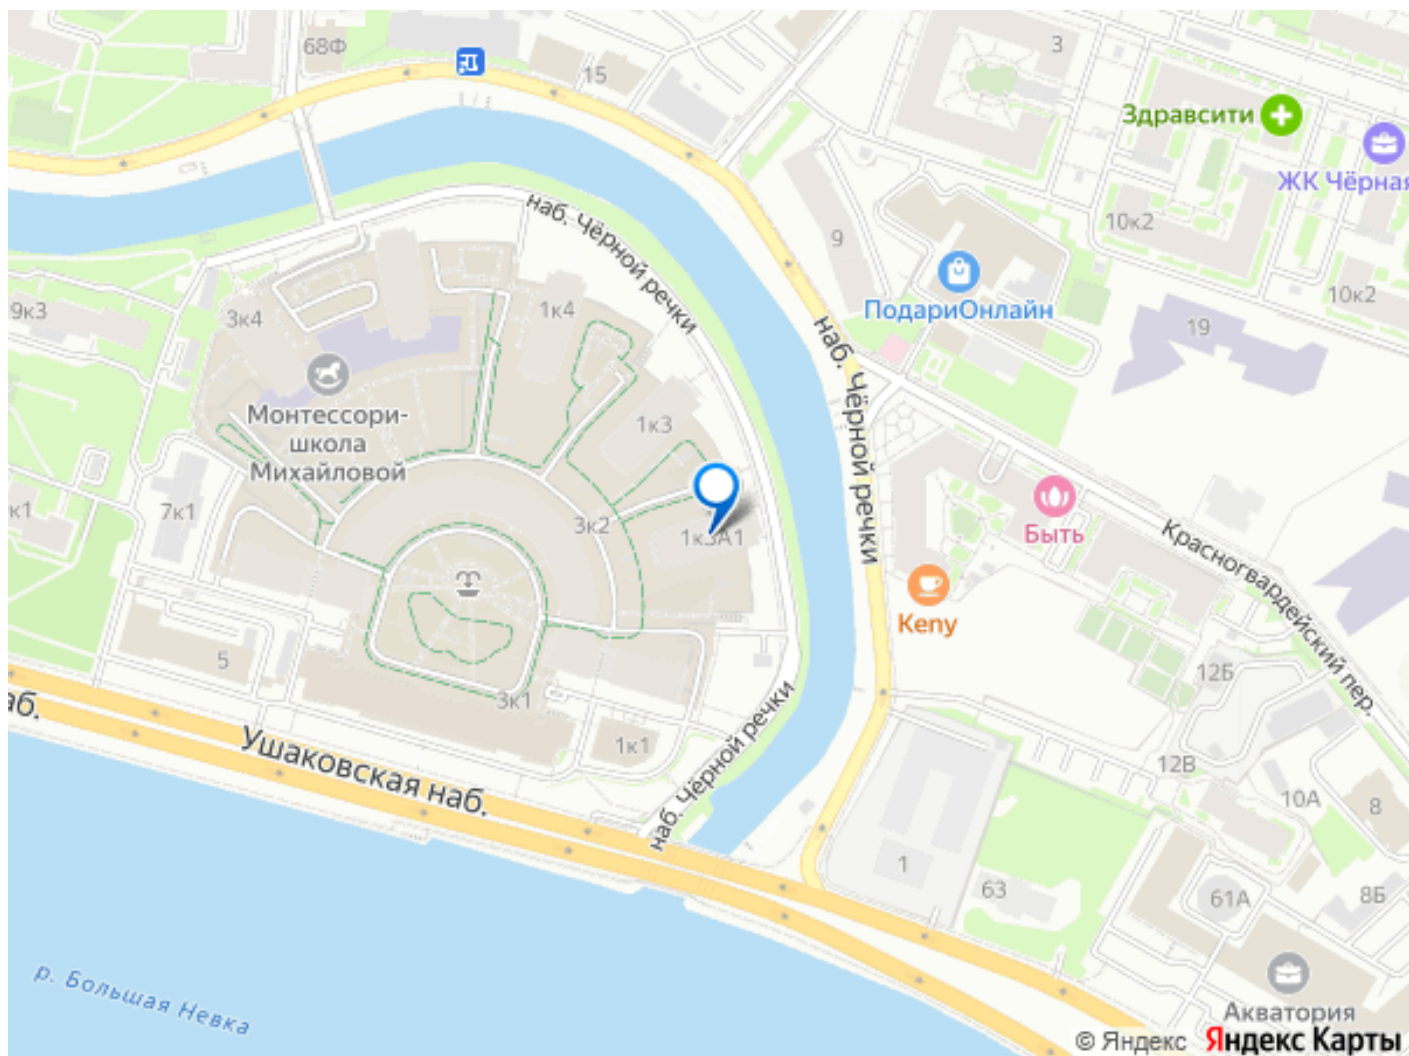 68Ф
15
3
Здравсити
ЖК Чёрная
наб. Чёрной речки
9
10к2
ПодариОнлайн
10к2
9к3
3к4
1к4
наб. Чёрной речки
19
Монтессори-
школа
Михайловой
1к3
к1
7к1
3к2
1к3А1
Быть
Красногвардейский пер.
Keny
5
3к1
1к1
12Б
аб.
Ушаковская наб.
наб. Чёрной речки
12В
10А
8
1
63
61А
8Б
р. Большая Невка
Акватория
© Яндекс Яндекс Карты